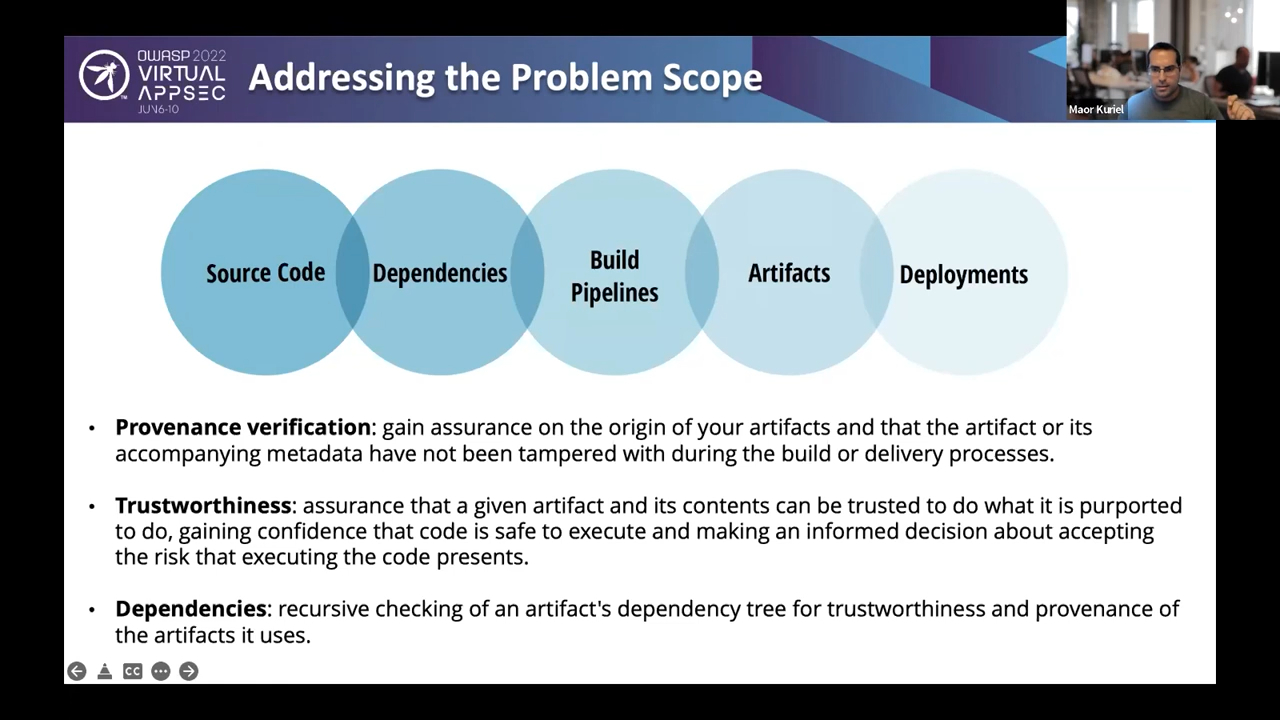 OWASP 2022
VIRTUAL
APPSEC
JUN 6-10
TM
Addressing the Problem Scope
Maor Kuriel
Source Code
Dependencies
Build
Pipelines
Artifacts
Deployments
• Provenance verification: gain assurance on the origin of your artifacts and that the artifact or its
accompanying metadata have not been tampered with during the build or delivery processes.
• Trustworthiness: assurance that a given artifact and its contents can be trusted to do what it is purported
to do, gaining confidence that code is safe to execute and making an informed decision about accepting
the risk that executing the code presents.
• Dependencies: recursive checking of an artifact's dependency tree for trustworthiness and provenance of
the artifacts it uses.
CC